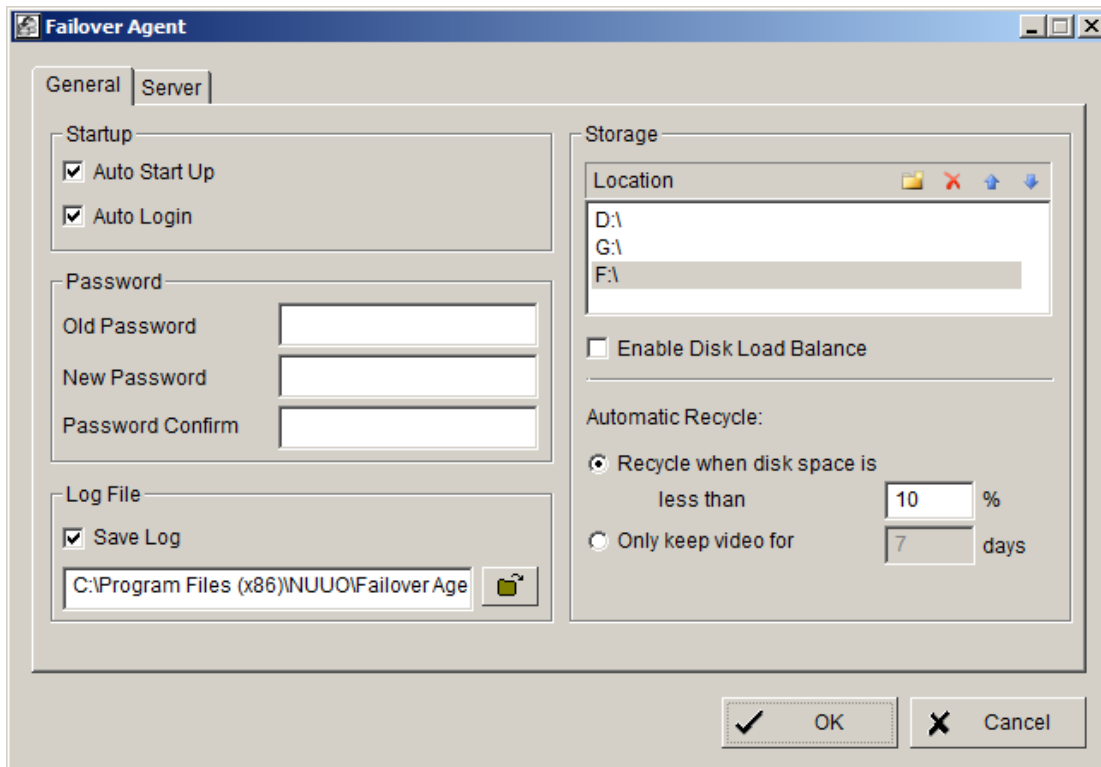 Failover Agent
General
Server
Startup
Auto Start Up
Auto Login
Password
Old Password
New Password
Password Confirm
Log File
Save Log
C:\Program Files (x86)\NUUO\Failover Age
Storage
Location
D:\
G:\
F:\
Enable Disk Load Balance
Automatic Recycle:
Recycle when disk space is
less than 10 %
Only keep video for 7 days
OK
Cancel